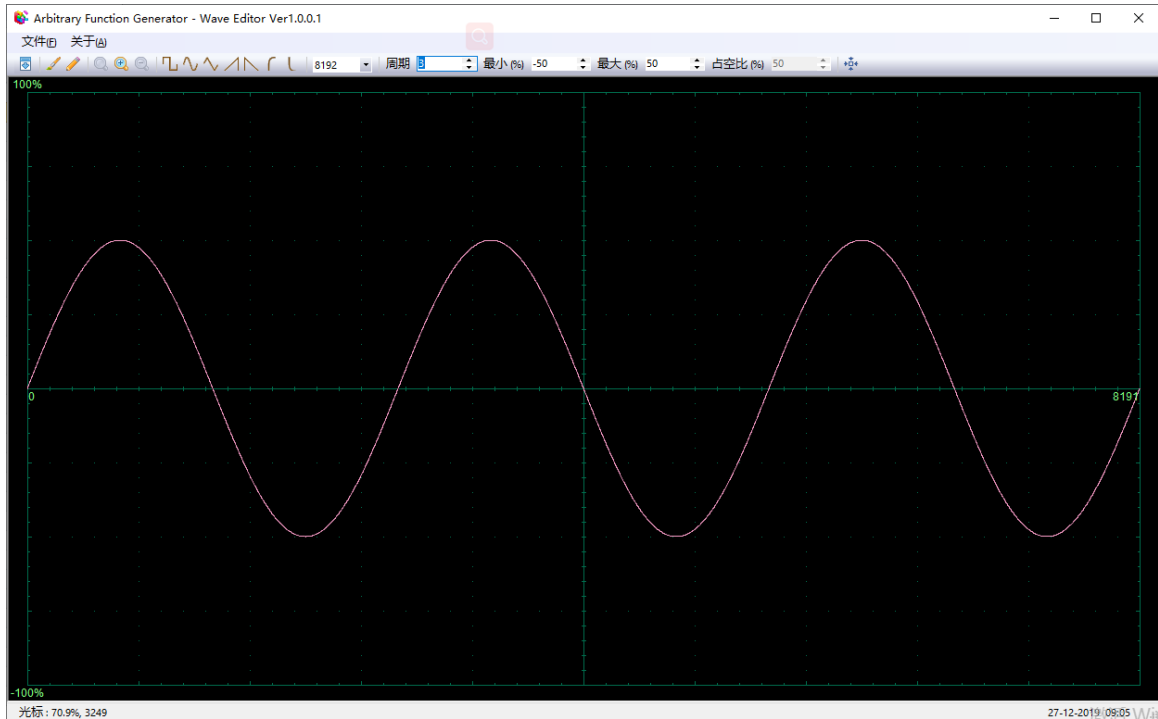 Arbitrary Function Generator - Wave Editor Ver1.0.0.1
文件(F) 关于(A)
8192 周期 3 最小 (%) -50 最大 (%) 50 占空比 (%) 50
100%
0 8191
-100%
光标 : 70.9%, 3249 27-12-2019 09:05